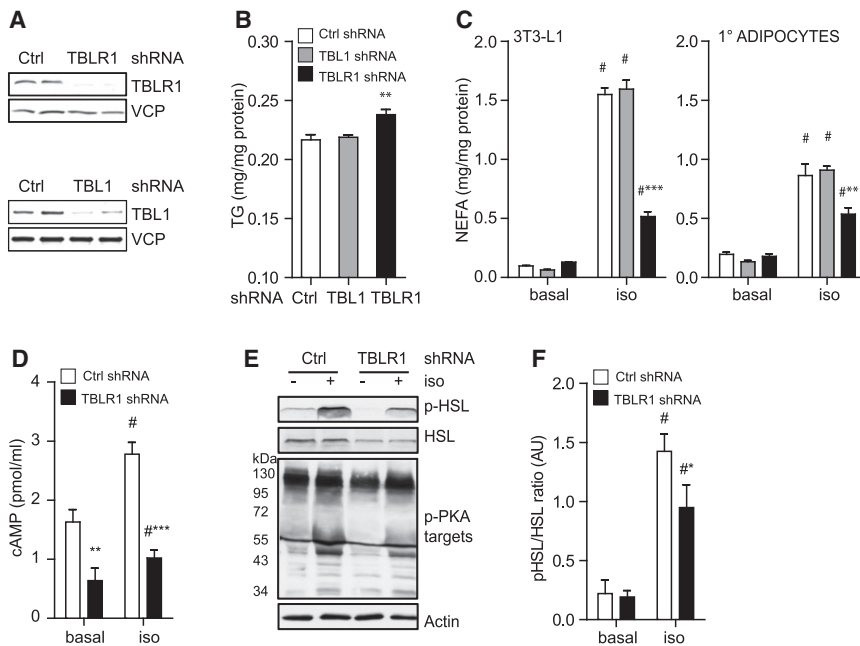 A
Ctrl TBLR1 shRNA
TBLR1
VCP
Ctrl TBL1 shRNA
TBL1
VCP
B
Ctrl shRNA
TBL1 shRNA
TBLR1 shRNA
TG (mg/mg protein)
0.30
0.25
0.20
0.15
0.10
**
shRNA Ctrl TBL1 TBLR1
C
3T3-L1
NEFA (mg/mg protein)
2.0
1.5
1.0
0.5
0.0
# #
#***
basal iso
1° ADIPOCYTES
2.0
1.5
1.0
0.5
0.0
# #
#**
basal iso
D
Ctrl shRNA
TBLR1 shRNA
cAMP (pmol/ml)
4
3
2
1
0
**
#
#***
basal iso
E
Ctrl TBLR1 shRNA
- + - + iso
p-HSL
HSL
kDa
130
95
72
55
43
34
p-PKA
targets
Actin
F
Ctrl shRNA
TBLR1 shRNA
pHSL/HSL ratio (AU)
2.0
1.5
1.0
0.5
0.0
#
#*
basal iso